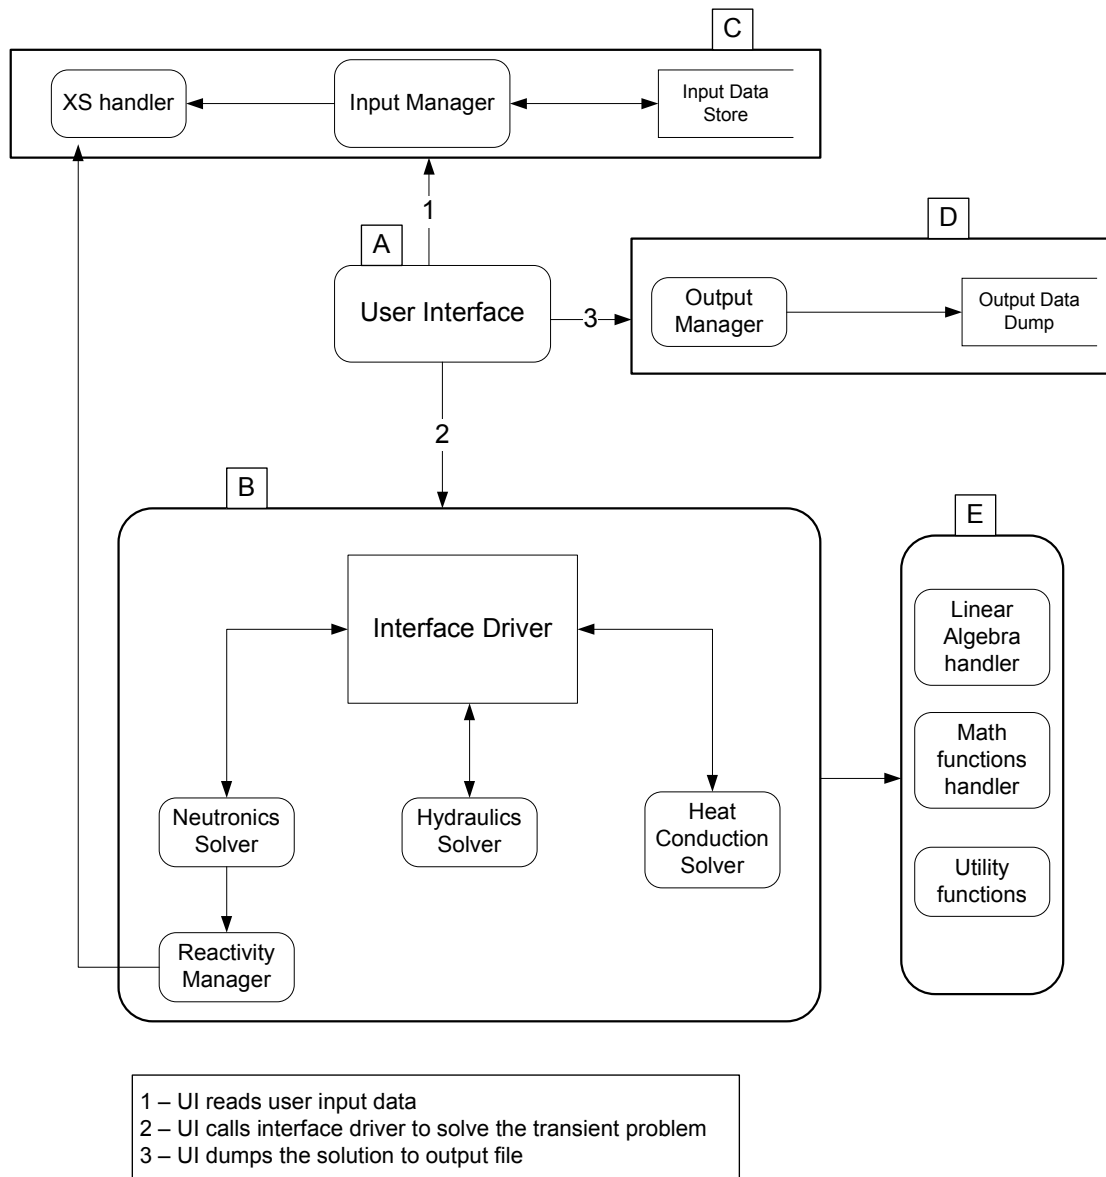 C
XS handler
Input Manager
Input Data
Store
1
A
User Interface
D
3
Output
Manager
Output Data
Dump
2
B
Interface Driver
Neutronics
Solver
Hydraulics
Solver
Heat
Conduction
Solver
Reactivity
Manager
E
Linear
Algebra
handler
Math
functions
handler
Utility
functions
1 – UI reads user input data
2 – UI calls interface driver to solve the transient problem
3 – UI dumps the solution to output file